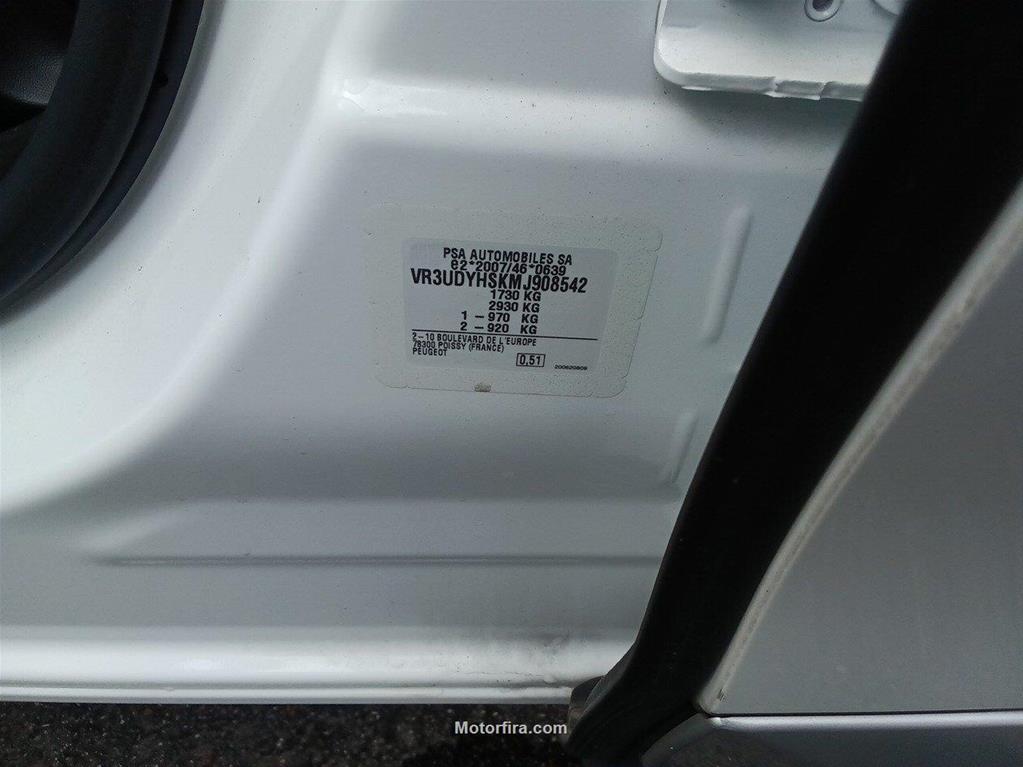 PSA AUTOMOBILES SA
e2*2007/46*0639
VR3UDYHSKMJ908542
1730 KG
2930 KG
1 - 970 KG
2 - 920 KG
2-10 BOULEVARD DE L'EUROPE
78300 POISSY (FRANCE)
PEUGEOT
0,51
200620809
Motorfira.com